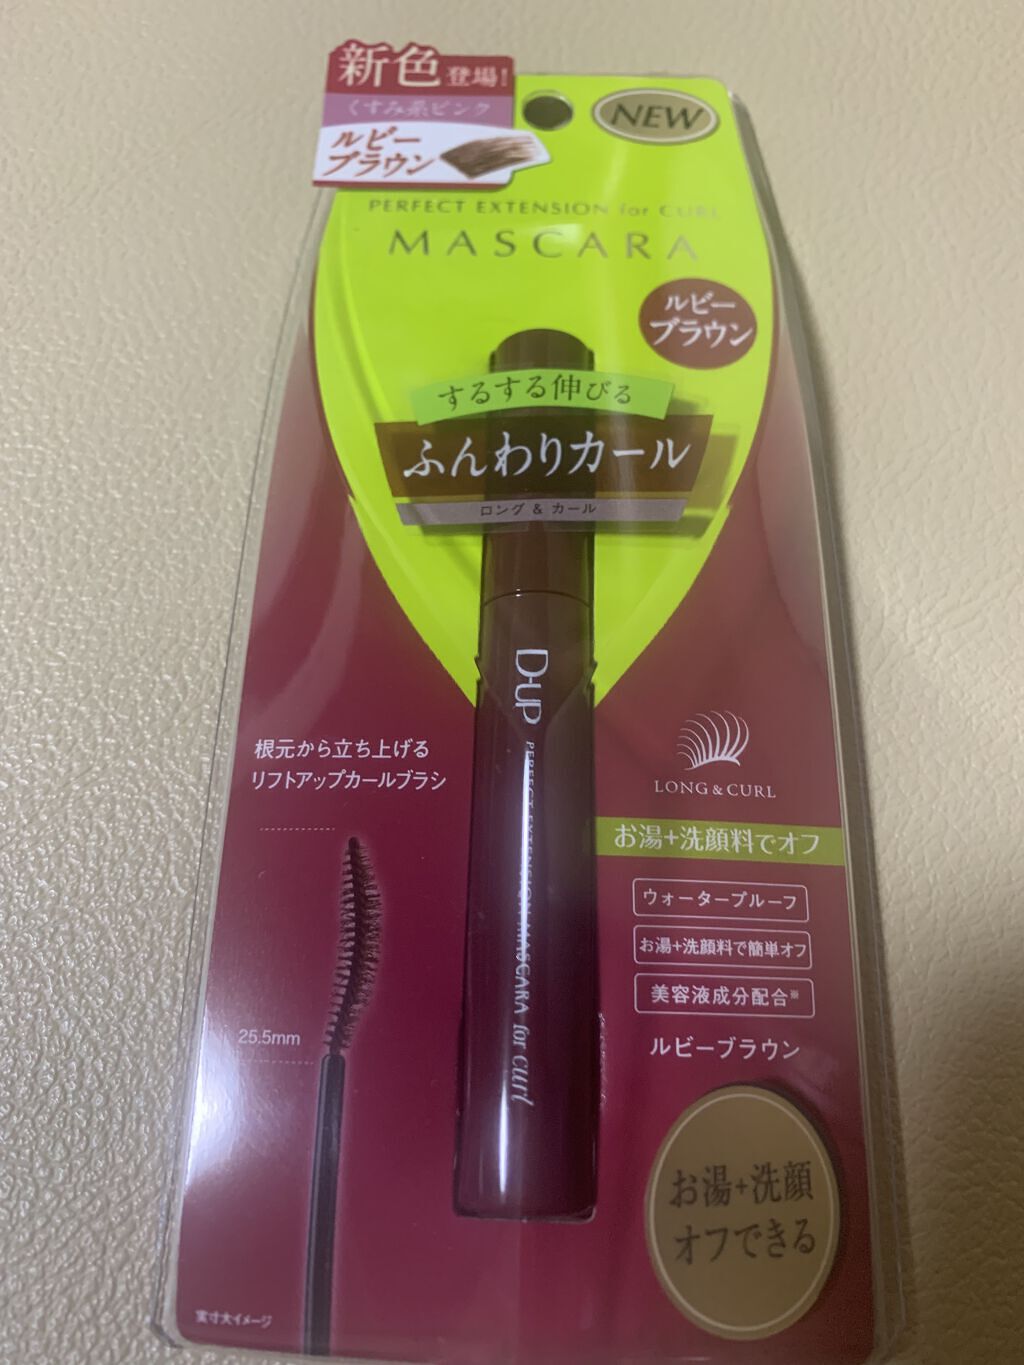 新色登場!
くすみ系ピンク
ルビー
ブラウン
NEW
PERFECT EXTENSION for CURL
MASCARA
ルビー
ブラウン
するする伸びる
ふんわりカール
ロング & カール
D-UP PERFECT EXTENSION MASCARA for curl
根元から立ち上げる
リフトアップカールブラシ
25.5mm
実寸大イメージ
LONG & CURL
お湯+洗顔料でオフ
ウォータープルーフ
お湯+洗顔料で簡単オフ
美容液成分配合※
ルビーブラウン
お湯+洗顔
オフできる